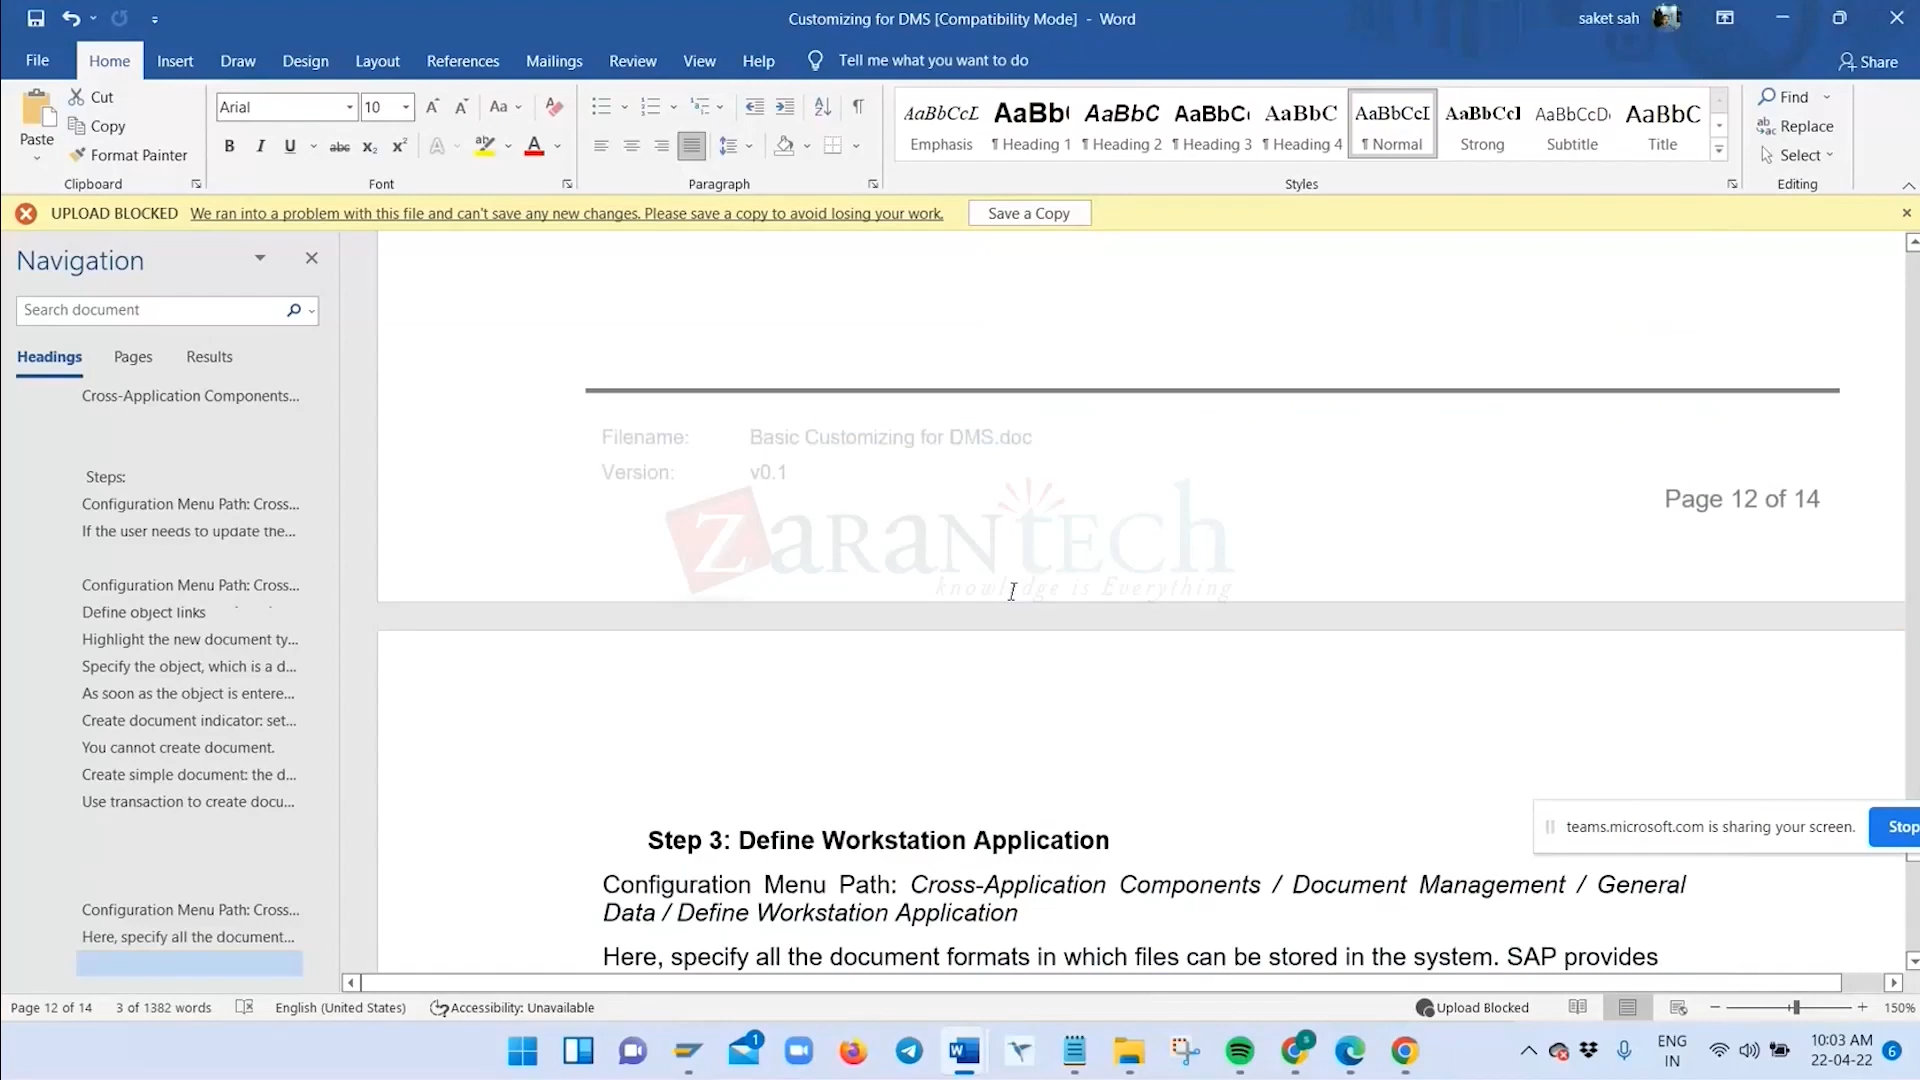 Customizing for DMS [Compatibility Mode] - Word
saket sah
File Home Insert Draw Design Layout References Mailings Review View Help Tell me what you want to do
Share
Paste
Cut
Copy
Format Painter
Clipboard
Arial 10
Aa
B I U abc x₂ x² A A
Font
Paragraph
AaBbCcL AaBb( AaBbC AaBbC( AaBbC AaBbCcI AaBbCcI AaBbCcD AaBbC
Emphasis ¶ Heading 1 ¶ Heading 2 ¶ Heading 3 ¶ Heading 4 ¶ Normal Strong Subtitle Title
Styles
Find
Replace
Select
Editing
UPLOAD BLOCKED We ran into a problem with this file and can't save any new changes. Please save a copy to avoid losing your work. Save a Copy
Navigation
Search document
Headings Pages Results
Cross-Application Components...
Steps:
Configuration Menu Path: Cross...
If the user needs to update the...
Configuration Menu Path: Cross...
Define object links
Highlight the new document ty...
Specify the object, which is a d...
As soon as the object is entere...
Create document indicator: set...
You cannot create document.
Create simple document: the d...
Use transaction to create docu...
Configuration Menu Path: Cross...
Here, specify all the document...
Filename: Basic Customizing for DMS.doc
Version: v0.1
Page 12 of 14
ZaranTech
knowledge is Everything
Step 3: Define Workstation Application
Configuration Menu Path: Cross-Application Components / Document Management / General
Data / Define Workstation Application
Here, specify all the document formats in which files can be stored in the system. SAP provides
teams.microsoft.com is sharing your screen. Stop
Page 12 of 14 3 of 1382 words English (United States) Accessibility: Unavailable Upload Blocked 150%
1
s
ENG
IN
10:03 AM
22-04-22
6